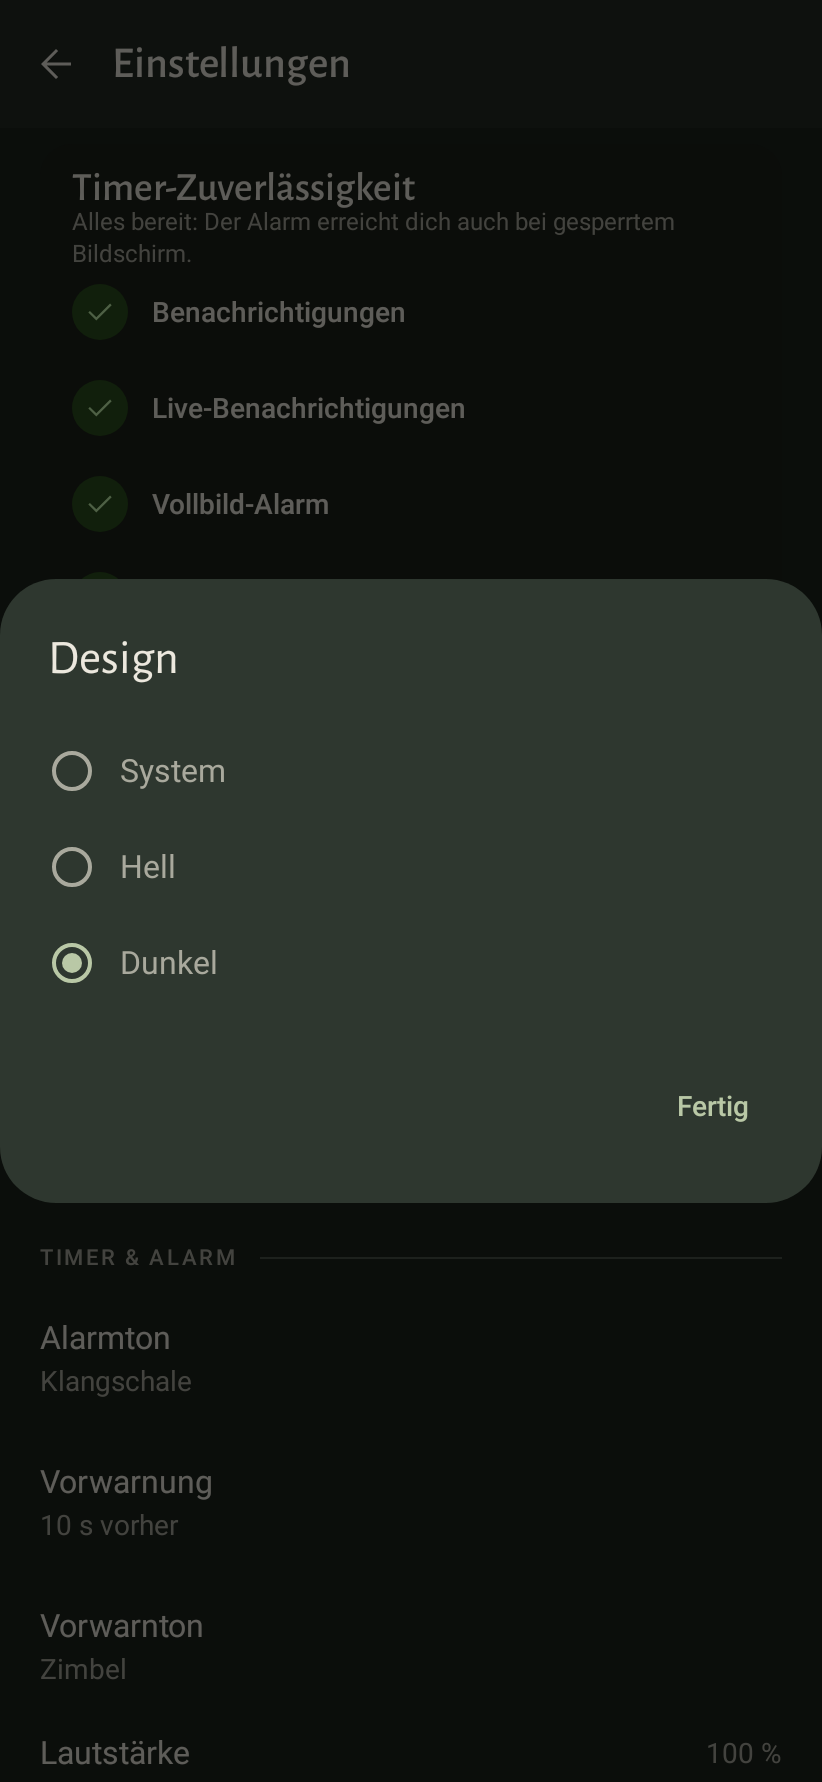 Einstellungen
Timer-Zuverlässigkeit
Alles bereit: Der Alarm erreicht dich auch bei gesperrtem
Bildschirm.
Benachrichtigungen
Live-Benachrichtigungen
Vollbild-Alarm
Design
System
Hell
Dunkel
Fertig
TIMER & ALARM
Alarmton
Klangschale
Vorwarnung
10 s vorher
Vorwarnton
Zimbel
Lautstärke 100 %